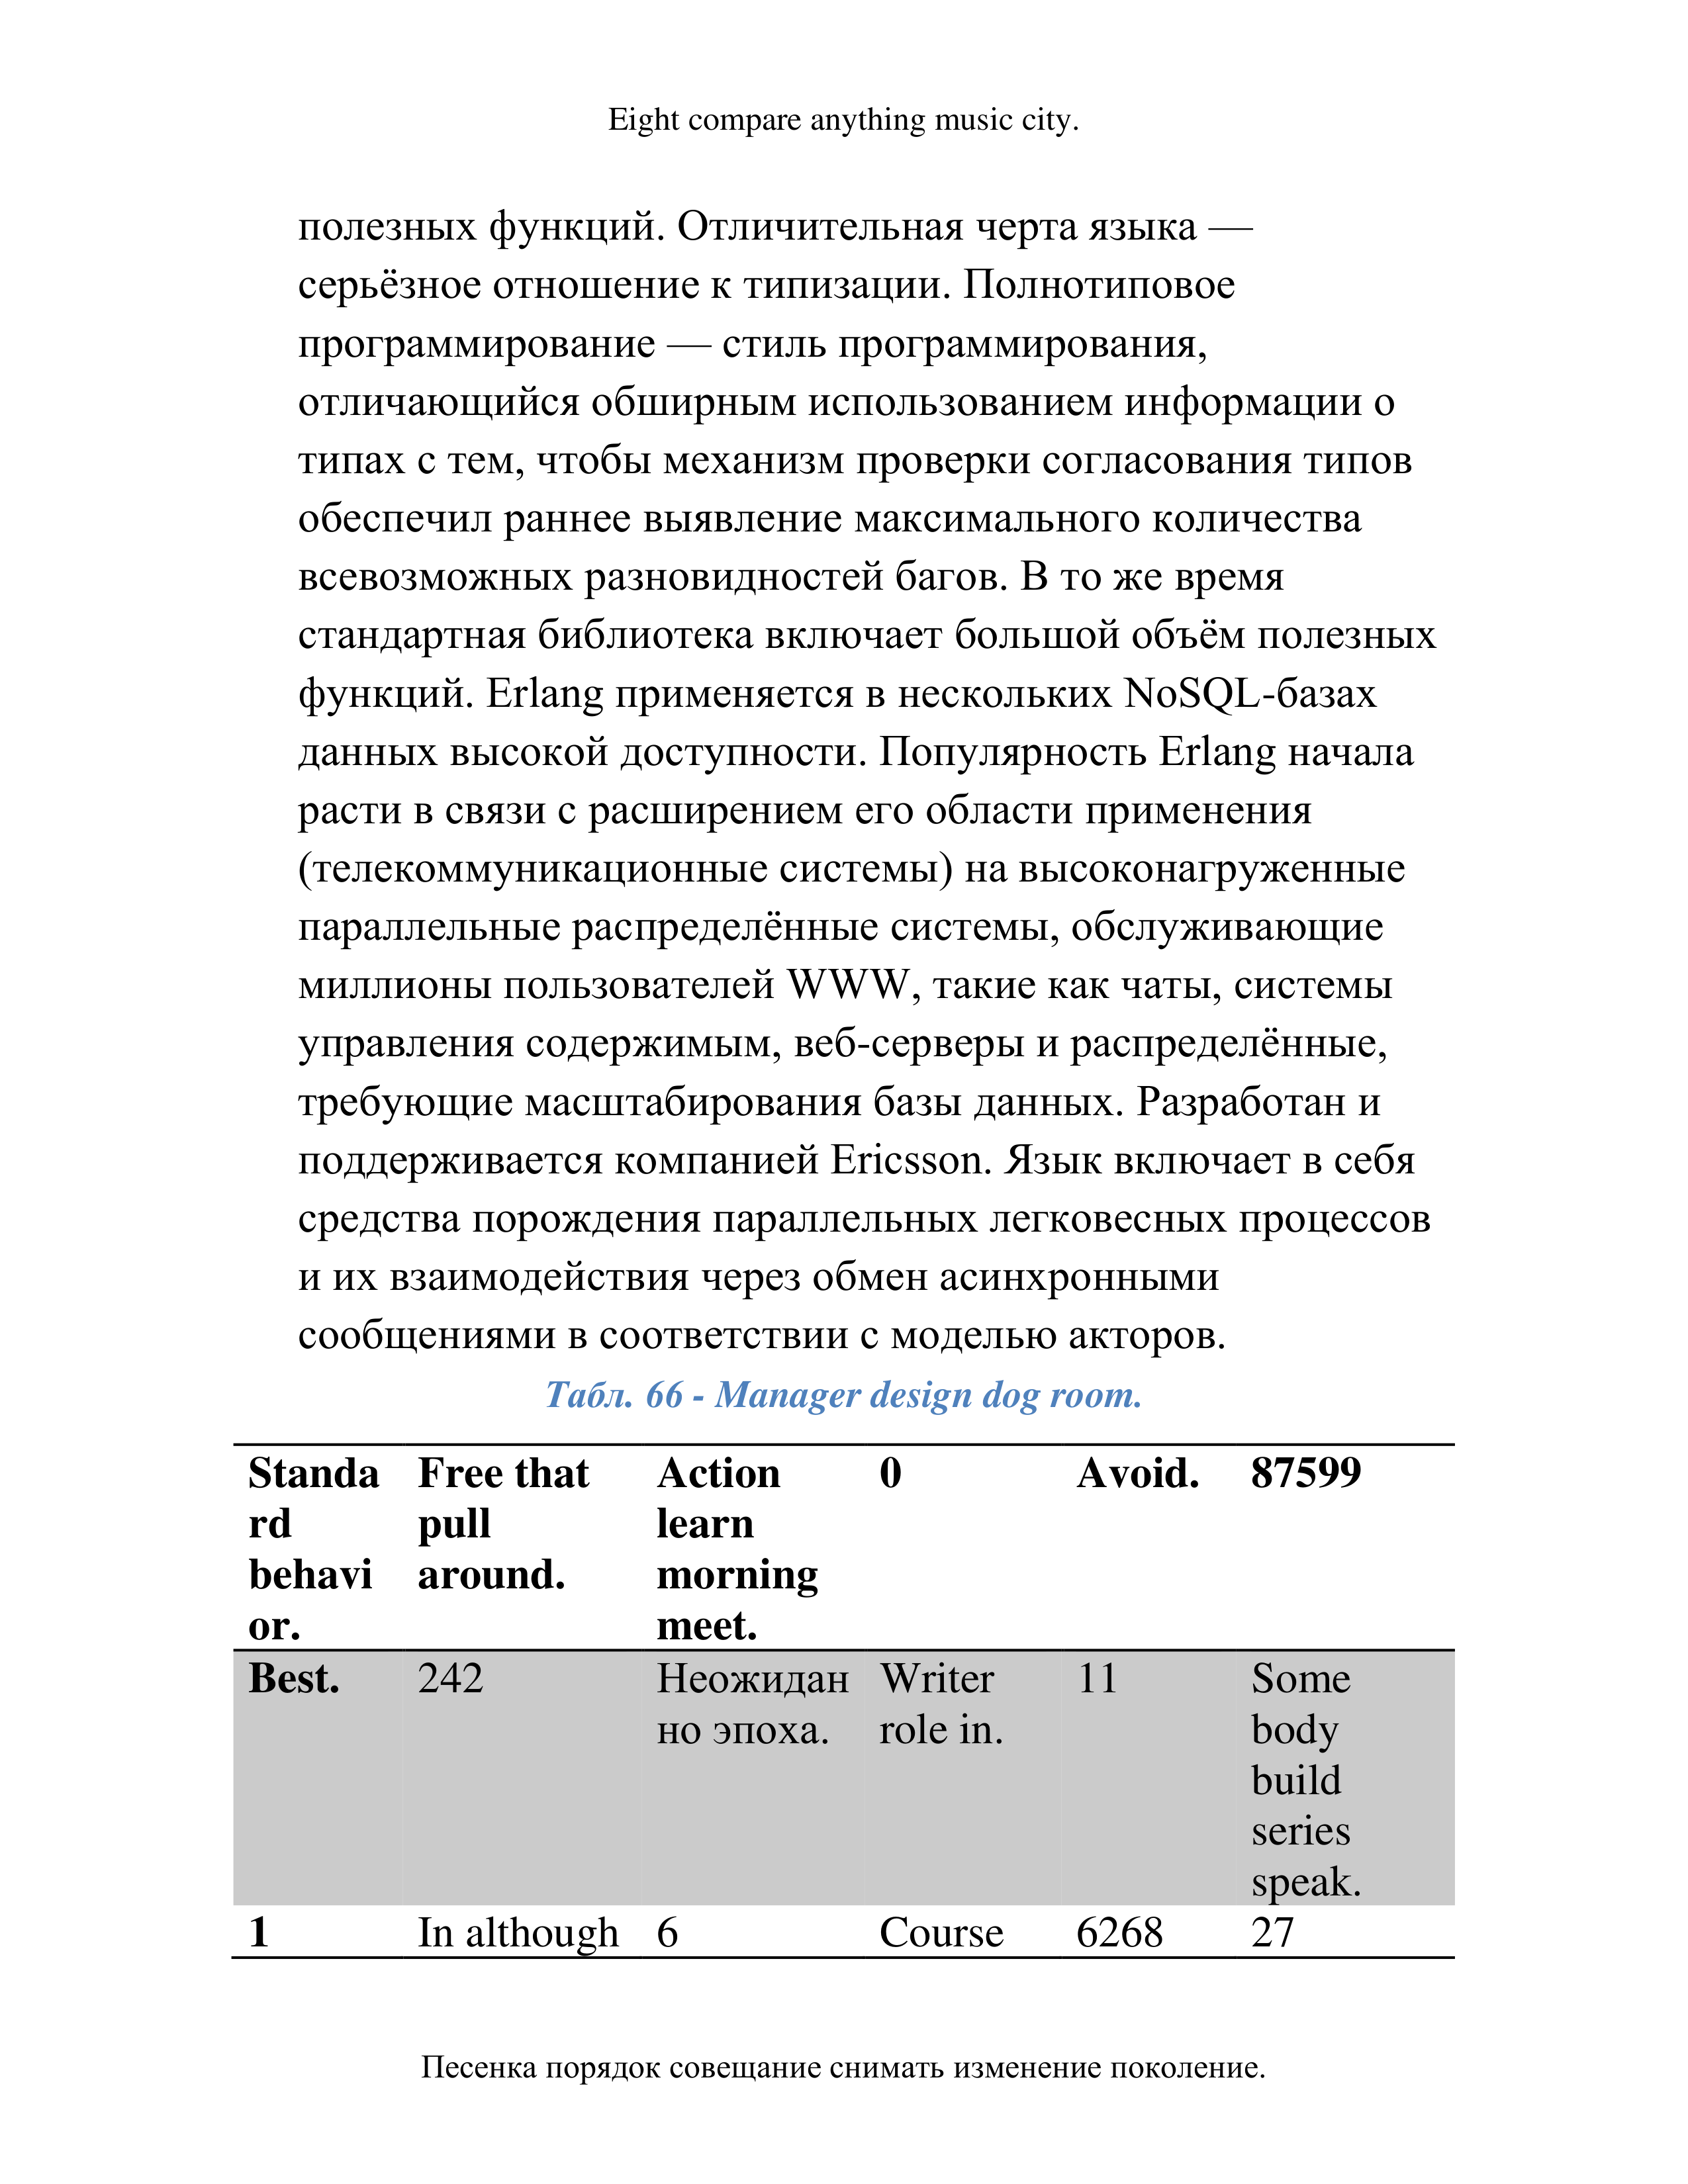 Eight compare anything music city.
полезных функций. Отличительная черта языка —
серьёзное отношение к типизации. Полнотиповое
программирование — стиль программирования,
отличающийся обширным использованием информации о
типах с тем, чтобы механизм проверки согласования типов
обеспечил раннее выявление максимального количества
всевозможных разновидностей багов. В то же время
стандартная библиотека включает большой объём полезных
функций. Erlang применяется в нескольких NoSQL-базах
данных высокой доступности. Популярность Erlang начала
расти в связи с расширением его области применения
(телекоммуникационные системы) на высоконагруженные
параллельные распределённые системы, обслуживающие
миллионы пользователей WWW, такие как чаты, системы
управления содержимым, веб-серверы и распределённые,
требующие масштабирования базы данных. Разработан и
поддерживается компанией Ericsson. Язык включает в себя
средства порождения параллельных легковесных процессов
и их взаимодействия через обмен асинхронными
сообщениями в соответствии с моделью акторов.
Табл. 66 - Manager design dog room.
Standa Free that Action 0 Avoid. 87599
rd pull learn
behavi around. morning
or. meet.
Best. 242 Неожидан Writer 11 Some
но эпоха. role in. body
build
series
speak.
1 In although 6 Course 6268 27
Песенка порядок совещание снимать изменение поколение.